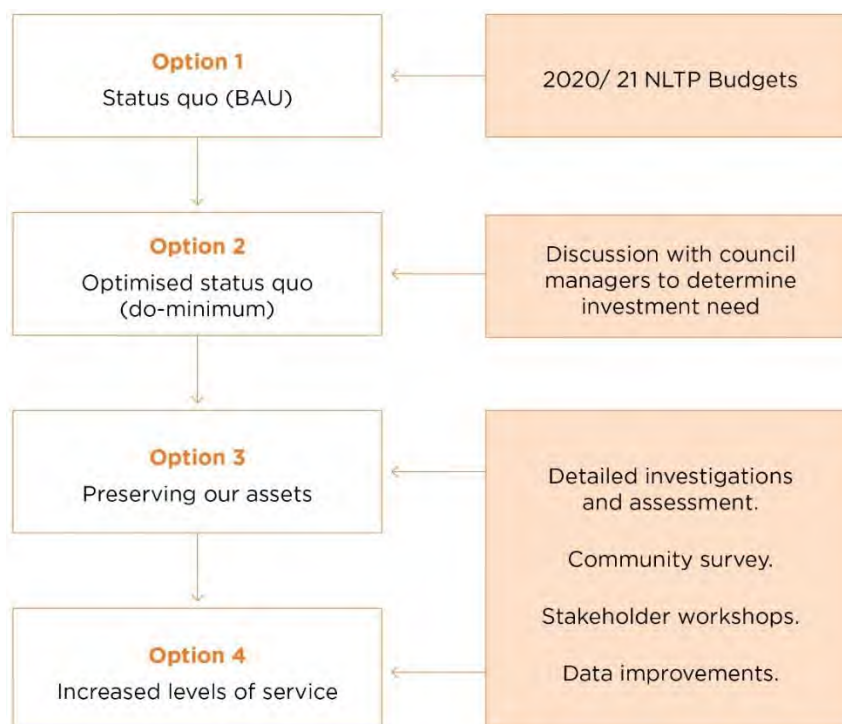 Option 1
Status quo (BAU)
2020/ 21 NLTP Budgets
Option 2
Optimised status quo
(do-minimum)
Discussion with council
managers to determine
investment need
Option 3
Preserving our assets
Detailed investigations
and assessment.
Community survey.
Stakeholder workshops.
Data improvements.
Option 4
Increased levels of service